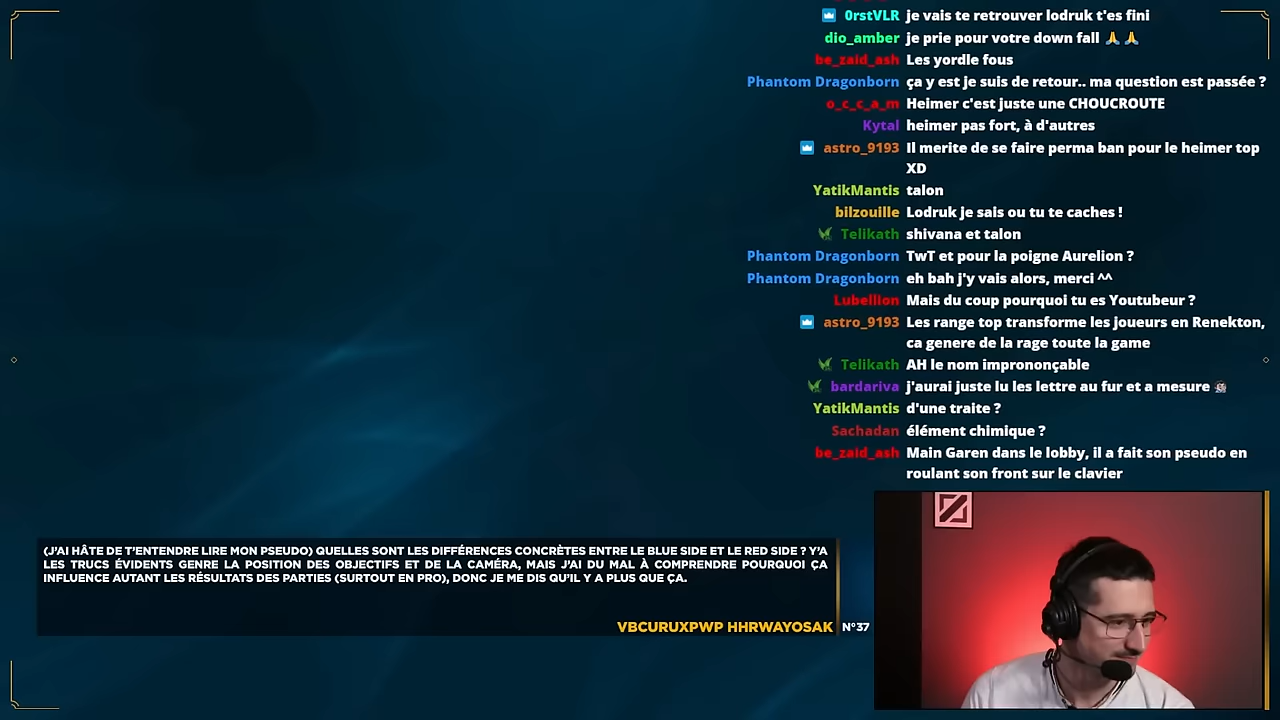 0rstVLR je vais te retrouver lodruk t'es fini
dio_amber je prie pour votre down fall 🙏 🙏
be_zaid_ash Les yordle fous
Phantom Dragonborn ça y est je suis de retour.. ma question est passée ?
o_c_c_a_m Heimer c'est juste une CHOUCROUTE
Kytal heimer pas fort, à d'autres
astro_9193 Il merite de se faire perma ban pour le heimer top
XD
YatikMantis talon
bilzouille Lodruk je sais ou tu te caches !
Telikath shivana et talon
Phantom Dragonborn TwT et pour la poigne Aurelion ?
Phantom Dragonborn eh bah j'y vais alors, merci ^^
Lubellion Mais du coup pourquoi tu es Youtubeur ?
astro_9193 Les range top transforme les joueurs en Renekton,
ca genere de la rage toute la game
Telikath AH le nom imprononçable
bardariva j'aurai juste lu les lettre au fur et a mesure
YatikMantis d'une traite ?
Sachadan élément chimique ?
be_zaid_ash Main Garen dans le lobby, il a fait son pseudo en
roulant son front sur le clavier
(J'AI HÂTE DE T'ENTENDRE LIRE MON PSEUDO) QUELLES SONT LES DIFFÉRENCES CONCRÈTES ENTRE LE BLUE SIDE ET LE RED SIDE ? Y'A
LES TRUCS ÉVIDENTS GENRE LA POSITION DES OBJECTIFS ET DE LA CAMÉRA, MAIS J'AI DU MAL À COMPRENDRE POURQUOI ÇA
INFLUENCE AUTANT LES RÉSULTATS DES PARTIES (SURTOUT EN PRO), DONC JE ME DIS QU'IL Y A PLUS QUE ÇA.
VBCURUXPWP HHRWAYOSAK N°37